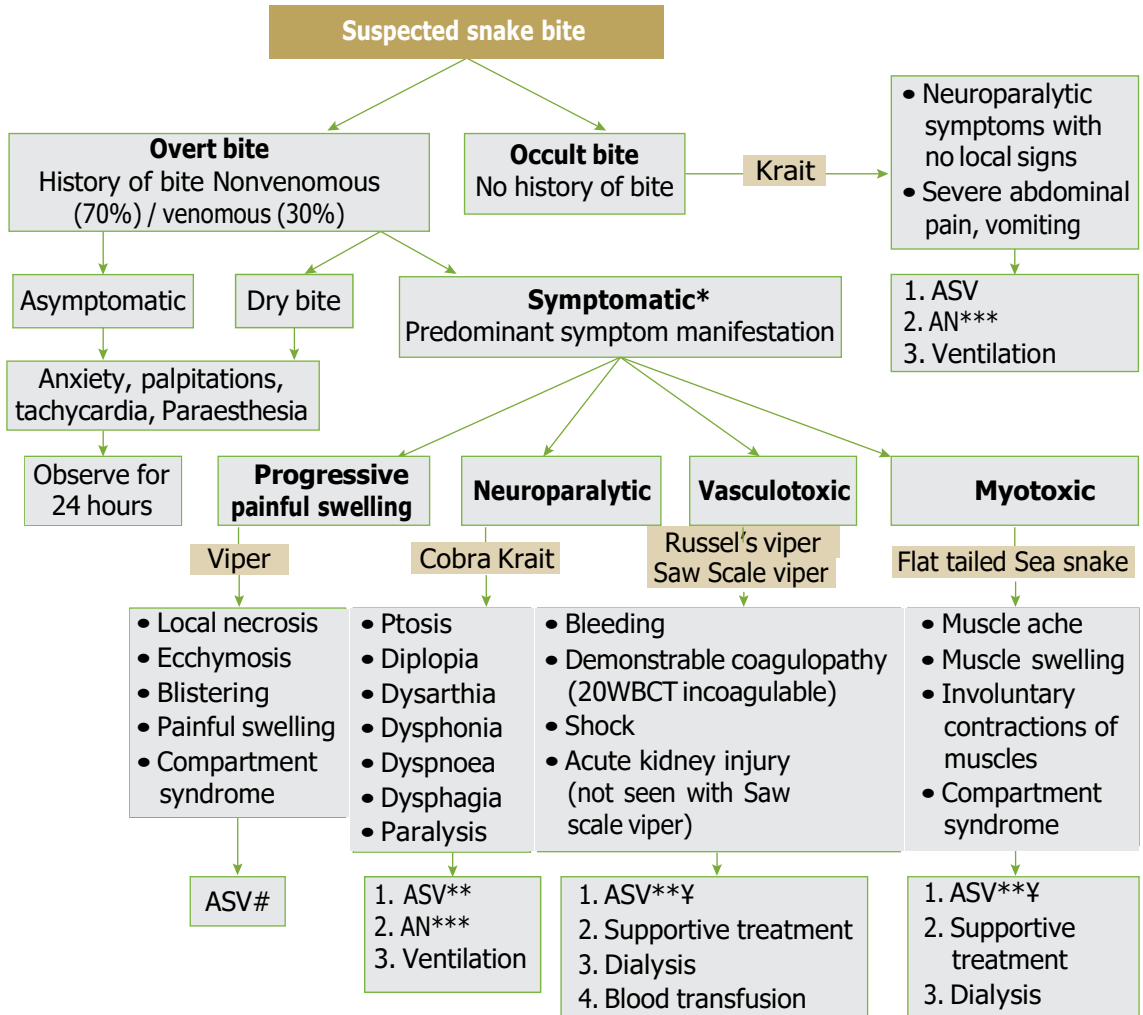 Suspected snake bite
Overt bite
History of bite Nonvenomous
(70%) / venomous (30%)
Occult bite
No history of bite
Krait
• Neuroparalytic
symptoms with
no local signs
• Severe abdominal
pain, vomiting
1. ASV
2. AN***
3. Ventilation
Asymptomatic
Dry bite
Symptomatic*
Predominant symptom manifestation
Anxiety, palpitations,
tachycardia, Paraesthesia
Observe for
24 hours
Progressive
painful swelling
Viper
• Local necrosis
• Ecchymosis
• Blistering
• Painful swelling
• Compartment
syndrome
ASV#
Neuroparalytic
Cobra Krait
• Ptosis
• Diplopia
• Dysarthia
• Dysphonia
• Dyspnoea
• Dysphagia
• Paralysis
1. ASV**
2. AN***
3. Ventilation
Vasculotoxic
Russel's viper
Saw Scale viper
• Bleeding
• Demonstrable coagulopathy
(20WBCT incoagulable)
• Shock
• Acute kidney injury
(not seen with Saw
scale viper)
1. ASV**¥
2. Supportive treatment
3. Dialysis
4. Blood transfusion
Myotoxic
Flat tailed Sea snake
• Muscle ache
• Muscle swelling
• Involuntary
contractions of
muscles
• Compartment
syndrome
1. ASV**¥
2. Supportive
treatment
3. Dialysis